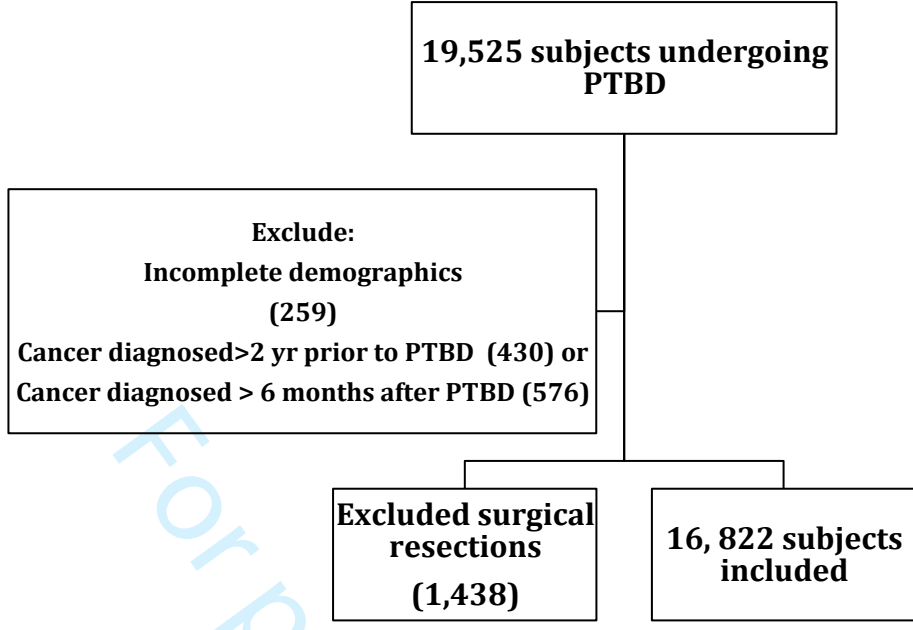 19,525 subjects undergoing
PTBD
Exclude:
Incomplete demographics
(259)
Cancer diagnosed>2 yr prior to PTBD (430) or
Cancer diagnosed > 6 months after PTBD (576)
Excluded surgical
resections
(1,438)
16, 822 subjects
included
For p